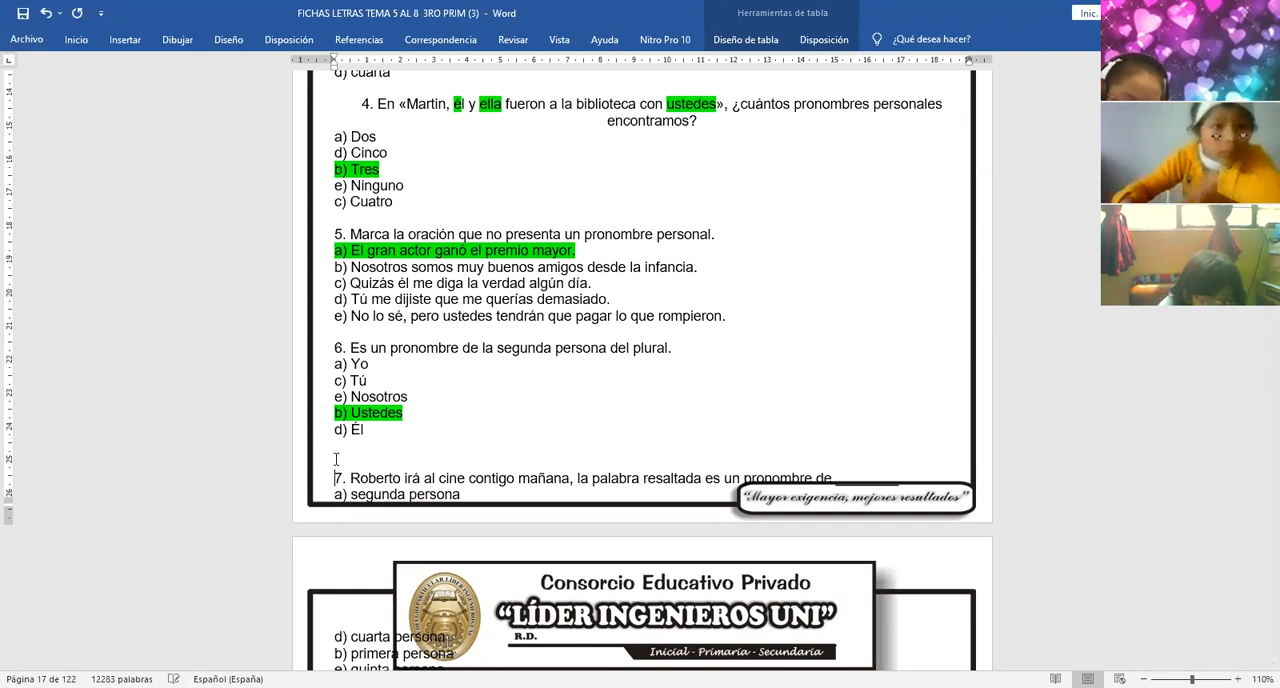 FICHAS LETRAS TEMA 5 AL 8 3RO PRIM (3) - Word
Herramientas de tabla
Inic.
Archivo Inicio Insertar Dibujar Diseño Disposición Referencias Correspondencia Revisar Vista Ayuda Nitro Pro 10 Diseño de tabla Disposición ¿Qué desea hacer?
d) cuarta
4. En «Martin, él y ella fueron a la biblioteca con ustedes», ¿cuántos pronombres personales
encontramos?
a) Dos
d) Cinco
b) Tres
e) Ninguno
c) Cuatro
5. Marca la oración que no presenta un pronombre personal.
a) El gran actor ganó el premio mayor.
b) Nosotros somos muy buenos amigos desde la infancia.
c) Quizás él me diga la verdad algún día.
d) Tú me dijiste que me querías demasiado.
e) No lo sé, pero ustedes tendrán que pagar lo que rompieron.
6. Es un pronombre de la segunda persona del plural.
a) Yo
c) Tú
e) Nosotros
b) Ustedes
d) Él
7. Roberto irá al cine contigo mañana, la palabra resaltada es un pronombre de ________
a) segunda persona
"Mayor exigencia, mejores resultados"
Consorcio Educativo Privado
"LÍDER INGENIEROS UNI"
R.D.
Inicial - Primaria - Secundaria
d) cuarta persona
b) primera persona
e) quinta persona
Página 17 de 122 12283 palabras Español (España) 110%